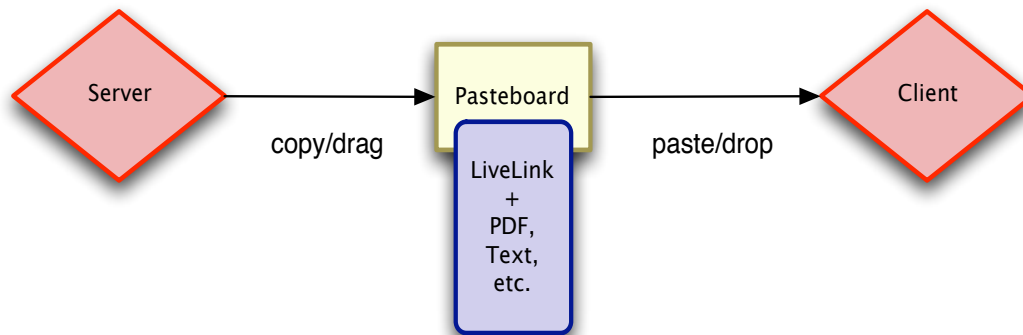 Server
copy/drag
Pasteboard
LiveLink
+
PDF,
Text,
etc.
paste/drop
Client